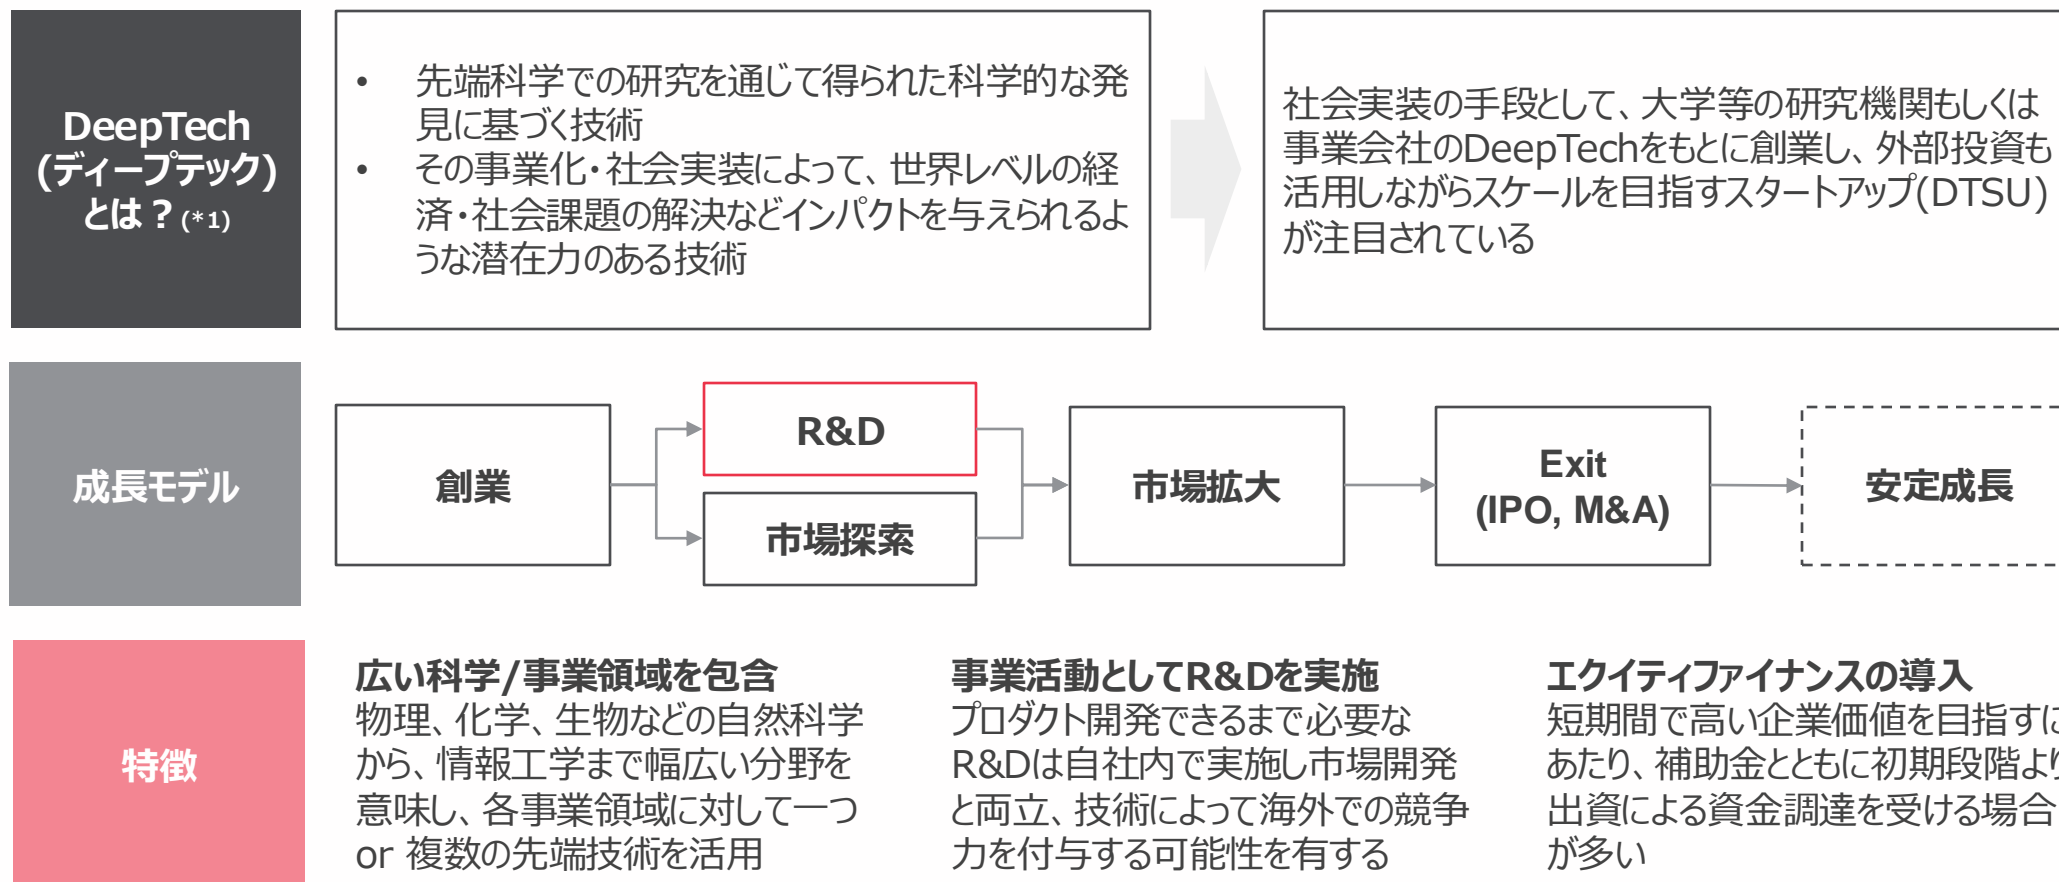 DeepTech
(ディープテック)
とは？(*1)
• 先端科学での研究を通じて得られた科学的な発
見に基づく技術
• その事業化・社会実装によって、世界レベルの経
済・社会課題の解決などインパクトを与えられるよ
うな潜在力のある技術
社会実装の手段として、大学等の研究機関もしくは
事業会社のDeepTechをもとに創業し、外部投資も
活用しながらスケールを目指すスタートアップ(DTSU)
が注目されている
成長モデル
創業
R&D
市場探索
市場拡大
Exit
(IPO, M&A)
安定成長
特徴
広い科学/事業領域を包含
物理、化学、生物などの自然科学
から、情報工学まで幅広い分野を
意味し、各事業領域に対して一つ
or 複数の先端技術を活用
事業活動としてR&Dを実施
プロダクト開発できるまで必要な
R&Dは自社内で実施し市場開発
と両立、技術によって海外での競争
力を付与する可能性を有する
エクイティファイナンスの導入
短期間で高い企業価値を目指すに
あたり、補助金とともに初期段階より
出資による資金調達を受ける場合
が多い